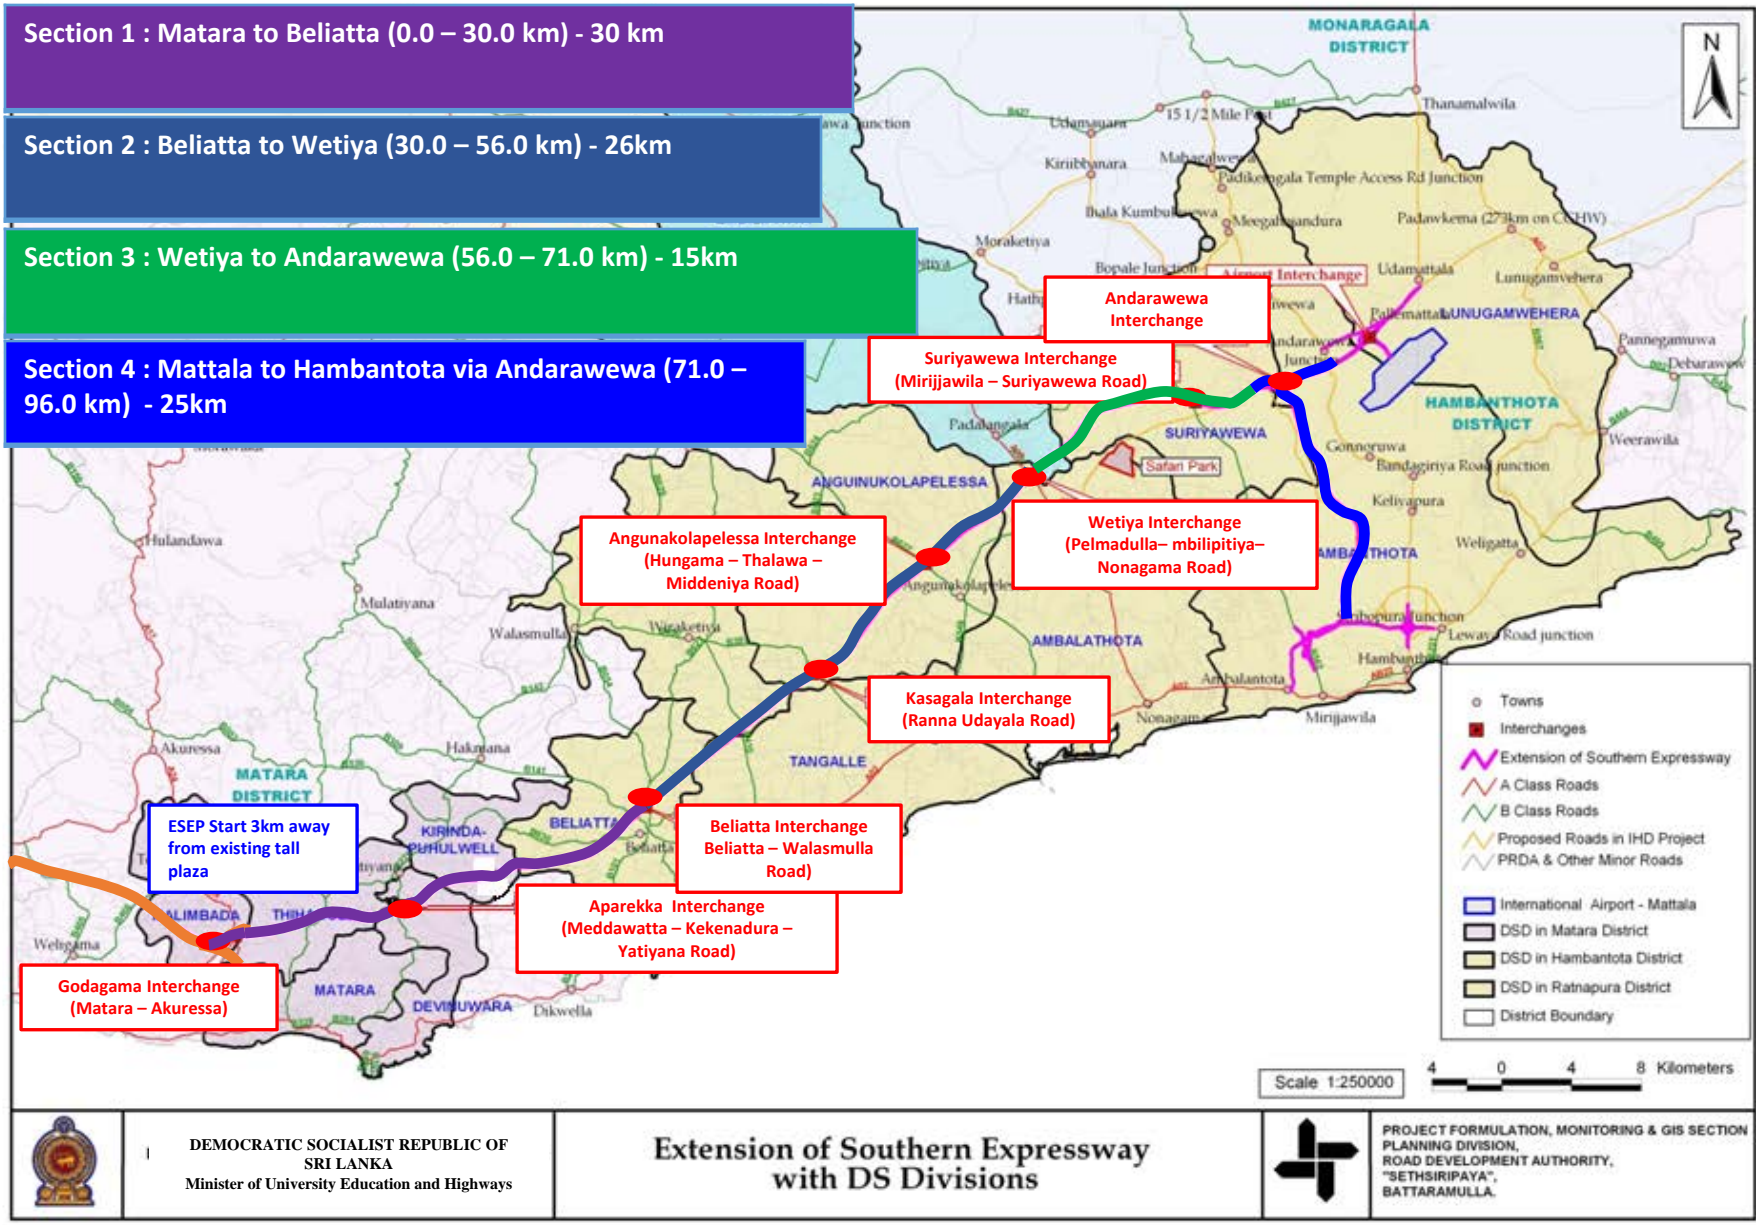 Section 1 : Matara to Beliatta (0.0 – 30.0 km) - 30 km
Section 2 : Beliatta to Wetiya (30.0 – 56.0 km) - 26km
Section 3 : Wetiya to Andarawewa (56.0 – 71.0 km) - 15km
Section 4 : Mattala to Hambantota via Andarawewa (71.0 –
96.0 km)  - 25km
MONARAGALA
DISTRICT
N
Thanamalwila
15 1/2 Mile Post
Udamauara
Junction
Kiriibbanara
Mahagalwewa
Padikemgala Temple Access Rd Junction
Meegahajandura
Padawkema (273km on CGHW)
Moraketiya
Bopale Junction
Airport Interchange
Udamattala
Lunugamvehera
Andarawewa
Interchange
Pallemattala
LUNUGAMWEHERA
Pannegamuwa
Debarawew
Suriyawewa Interchange
(Mirijjawila – Suriyawewa Road)
Andarawewa
Junction
HAMBANTHOTA
DISTRICT
Padalangala
SURIYAWEWA
Weerawila
Gonnoruwa
Bandagiriya Road junction
Safari Park
ANGUINUKOLAPELESSA
Kelivapura
Weligatta
Hulandawa
Angunakolapelessa Interchange
(Hungama – Thalawa –
Middeniya Road)
Wetiya Interchange
(Pelmadulla– mbilipitiya–
Nonagama Road)
Mulatiyana
Walasmulla
Wiraketiya
AMBALATHOTA
Lewaya Road junction
Kasagala Interchange
(Ranna Udayala Road)
Ambalantota
Mirijjawila
TANGALLE
Akuressa
Hakmana
MATARA
DISTRICT
ESEP Start 3km away
from existing tall
plaza
KIRINDA-
PUHULWELL
BELIATTA
Beliatta
Beliatta Interchange
Beliatta – Walasmulla
Road)
Aparekka  Interchange
(Meddawatta – Kekenadura –
Yatiyana Road)
Weligama
Godagama Interchange
(Matara – Akuressa)
MATARA
DEVINUWARA
Dikwella
Towns
Interchanges
Extension of Southern Expressway
A Class Roads
B Class Roads
Proposed Roads in IHD Project
PRDA & Other Minor Roads
International Airport - Mattala
DSD in Matara District
DSD in Hambantota District
DSD in Ratnapura District
District Boundary
Scale 1:250000
4 0 4 8 Kilometers
DEMOCRATIC SOCIALIST REPUBLIC OF
SRI LANKA
Minister of University Education and Highways
Extension of Southern Expressway
with DS Divisions
PROJECT FORMULATION, MONITORING & GIS SECTION
PLANNING DIVISION,
ROAD DEVELOPMENT AUTHORITY,
"SETHSIRIPAYA",
BATTARAMULLA.